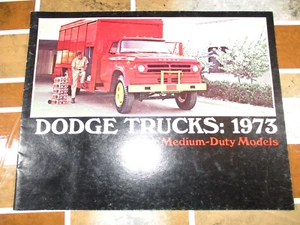 DODGE TRUCKS: 1973
Medium-Duty Models